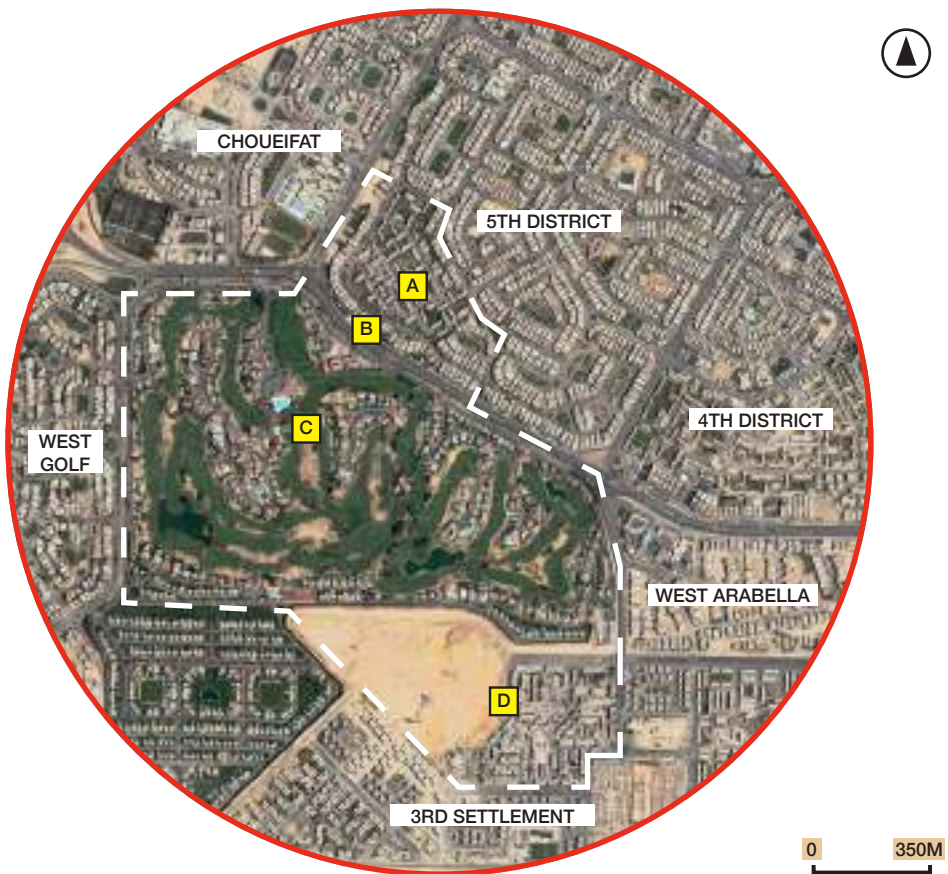 CHOUEIFAT
5TH DISTRICT
A
B
4TH DISTRICT
C
WEST
GOLF
WEST ARABELLA
D
3RD SETTLEMENT
0 350M